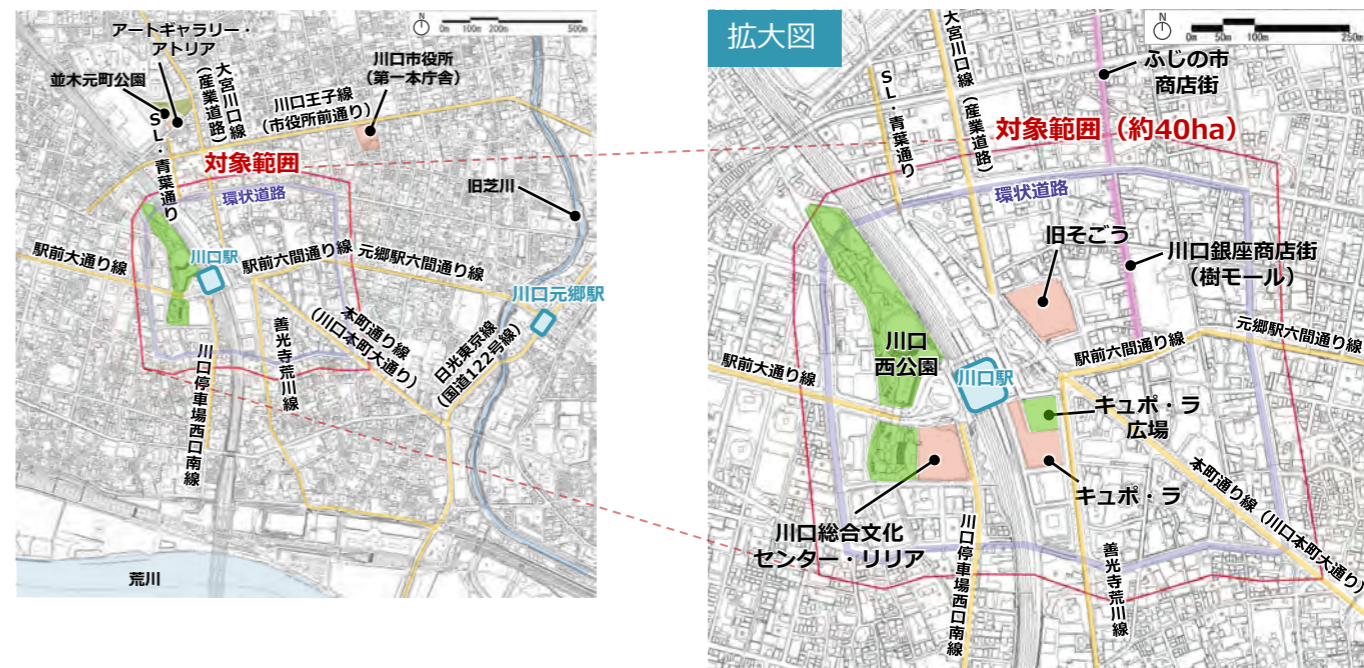 アートギャラリー・
アトリア
並木元町公園
SL・青葉通り
大宮川口線
(産業道路)
川口王子線
(市役所前通り)
川口市役所
(第一本庁舎)
N
0m 100m 200m 500m
対象範囲
環状道路
旧芝川
駅前大通り線
川口駅
駅前六間通り線
元郷駅六間通り線
川口元郷駅
本町通り線
(川口本町大通り)
善光寺荒川線
日光東京線
(国道122号線)
川口停車場西口南線
荒川
拡大図
N
0m 50m 100m 250m
SL・青葉通り
大宮川口線(産業道路)
ふじの市
商店街
対象範囲(約40ha)
環状道路
旧そごう
川口銀座商店街
(樹モール)
川口
西公園
駅前大通り線
川口駅
駅前六間通り線
元郷駅六間通り線
キュポ・ラ
広場
キュポ・ラ
本町通り線(川口本町大通り)
川口総合文化
センター・リリア
川口停車場西口南線
善光寺荒川線